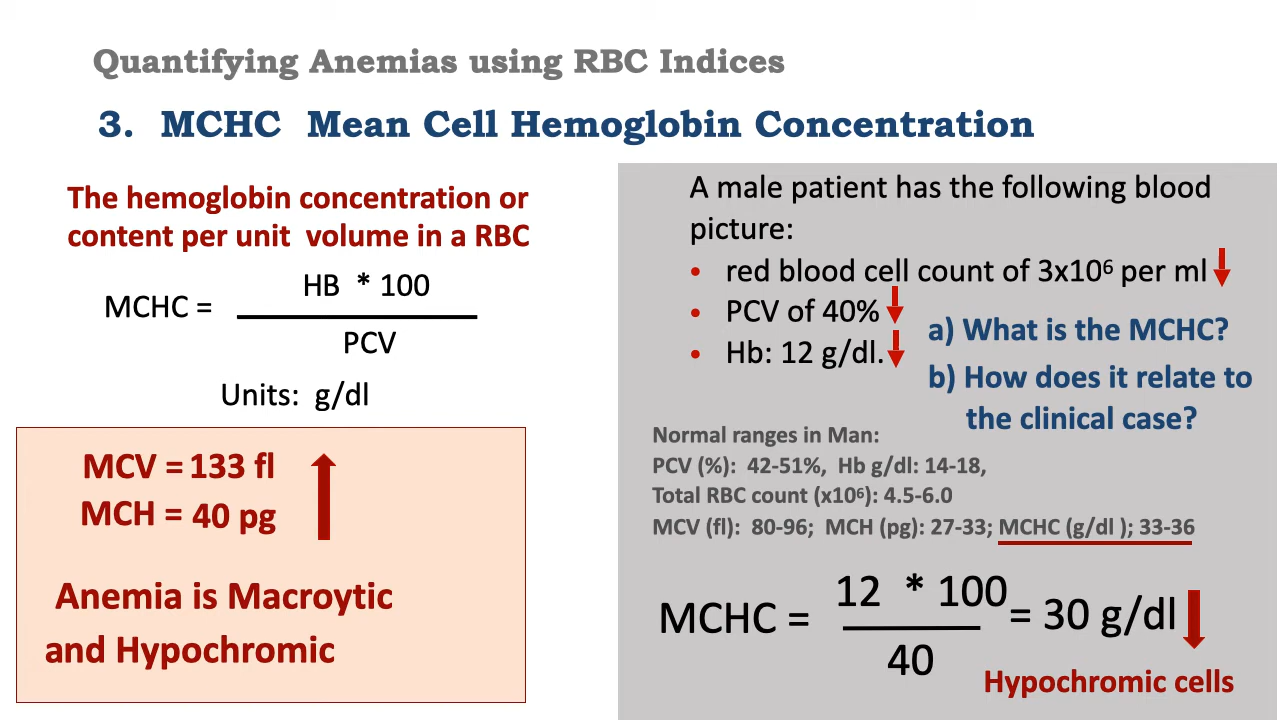 Quantifying Anemias using RBC Indices
3. MCHC Mean Cell Hemoglobin Concentration
The hemoglobin concentration or
content per unit volume in a RBC
MCHC =
HB * 100
PCV
Units: g/dl
MCV = 133 fl
MCH = 40 pg
Anemia is Macroytic
and Hypochromic
A male patient has the following blood
picture:
• red blood cell count of 3x10⁶ per ml
• PCV of 40%
• Hb: 12 g/dl.
a) What is the MCHC?
b) How does it relate to
the clinical case?
Normal ranges in Man:
PCV (%): 42-51%, Hb g/dl: 14-18,
Total RBC count (x10⁶): 4.5-6.0
MCV (fl): 80-96; MCH (pg): 27-33; MCHC (g/dl ); 33-36
MCHC =
12 * 100
40
= 30 g/dl
Hypochromic cells